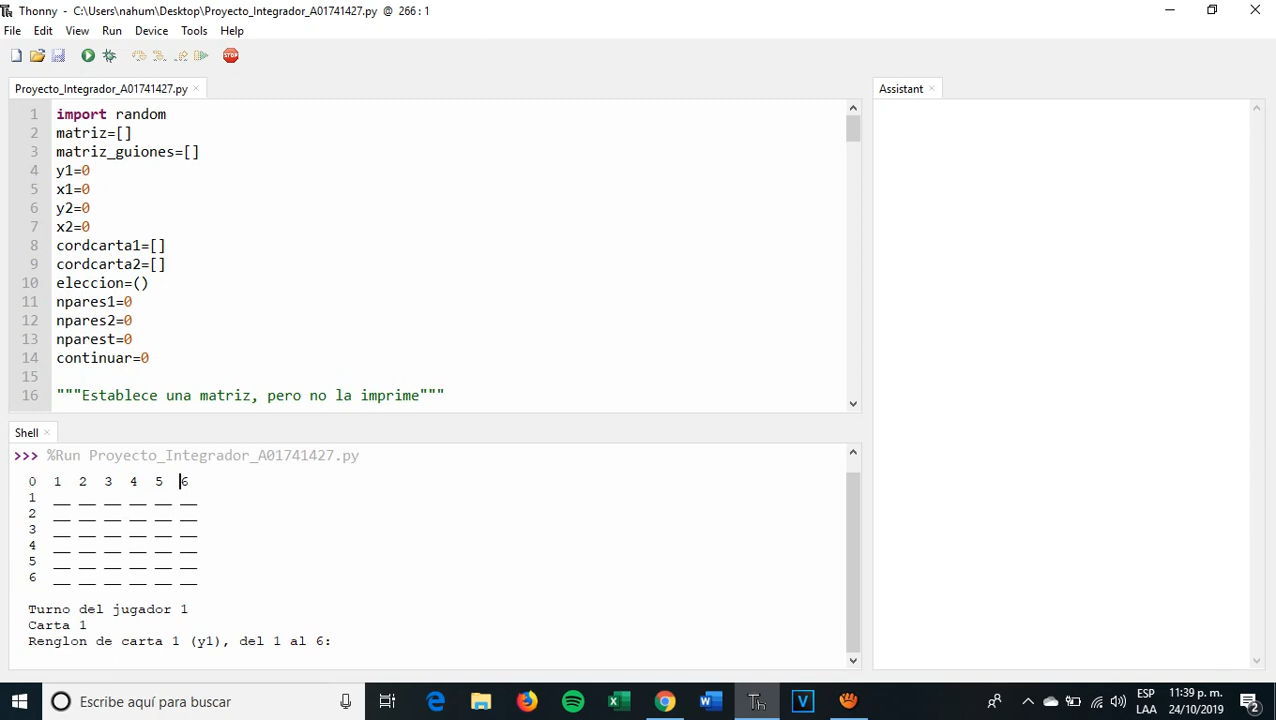 Thonny - C:\Users\nahum\Desktop\Proyecto_Integrador_A01741427.py @ 266 : 1
File Edit View Run Device Tools Help
STOP
Proyecto_Integrador_A01741427.py × Assistant ×
1 import random
2 matriz=[]
3 matriz_guiones=[]
4 y1=0
5 x1=0
6 y2=0
7 x2=0
8 cordcarta1=[]
9 cordcarta2=[]
10 eleccion=()
11 npares1=0
12 npares2=0
13 nparest=0
14 continuar=0
15
16 """Establece una matriz, pero no la imprime"""
Shell ×
>>> %Run Proyecto_Integrador_A01741427.py
0 1 2 3 4 5 6
1 __ __ __ __ __ __
2 __ __ __ __ __ __
3 __ __ __ __ __ __
4 __ __ __ __ __ __
5 __ __ __ __ __ __
6 __ __ __ __ __ __
Turno del jugador 1
Carta 1
Renglon de carta 1 (y1), del 1 al 6:
Escribe aquí para buscar
ESP
LAA
11:39 p. m.
24/10/2019
2